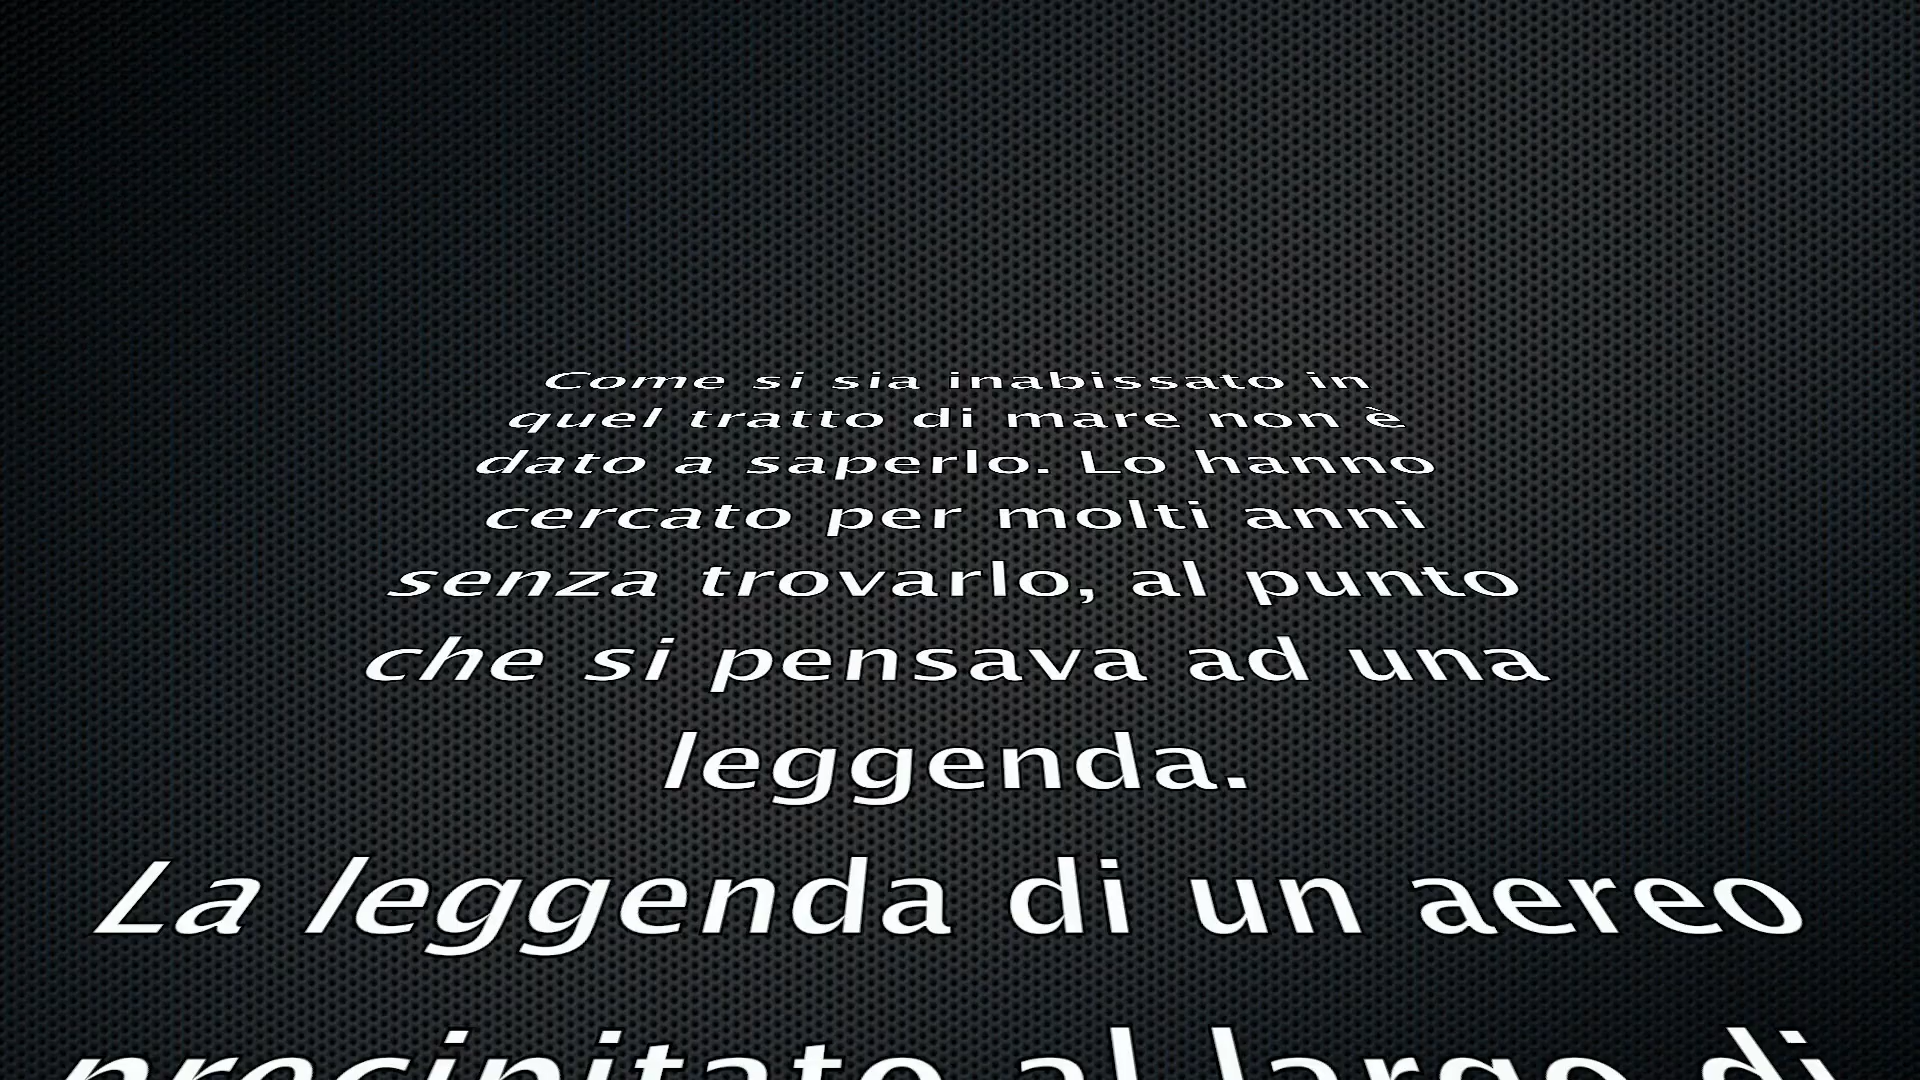 Come si sia inabissato in
quel tratto di mare non è
dato a saperlo. Lo hanno
cercato per molti anni
senza trovarlo, al punto
che si pensava ad una
leggenda.
La leggenda di un aereo
precipitato al largo di